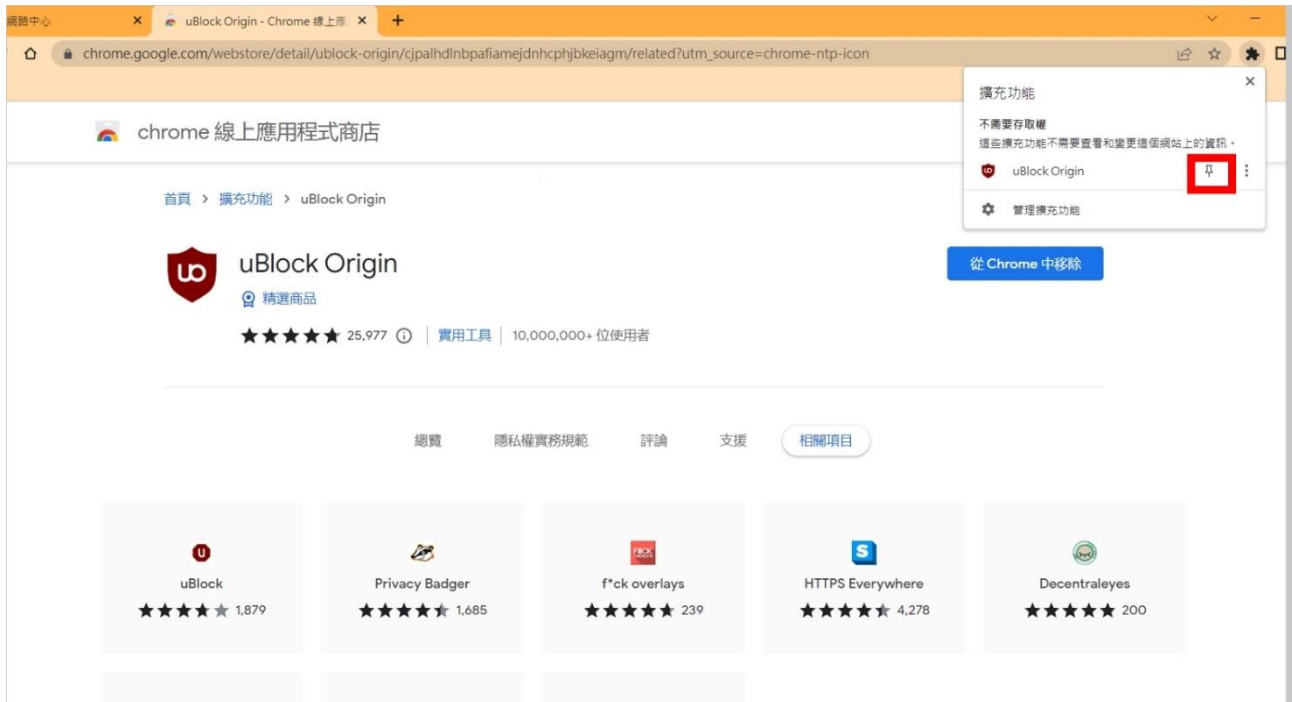 網路中心
uBlock Origin - Chrome 線上應
chrome.google.com/webstore/detail/ublock-origin/cjpalhdlnbpafiamejdnhcphjbkeiagm/related?utm_source=chrome-ntp-icon
擴充功能
不需要存取權
這些擴充功能不需要查看和變更這個網站上的資訊。
uBlock Origin
管理擴充功能
chrome 線上應用程式商店
首頁 > 擴充功能 > uBlock Origin
uBlock Origin
從 Chrome 中移除
精選商品
25,977 實用工具 10,000,000+ 位使用者
總覽 隱私權實務規範 評論 支援 相關項目
uBlock Privacy Badger f*ck overlays HTTPS Everywhere Decentraleyes
1,879 1,685 239 4,278 200